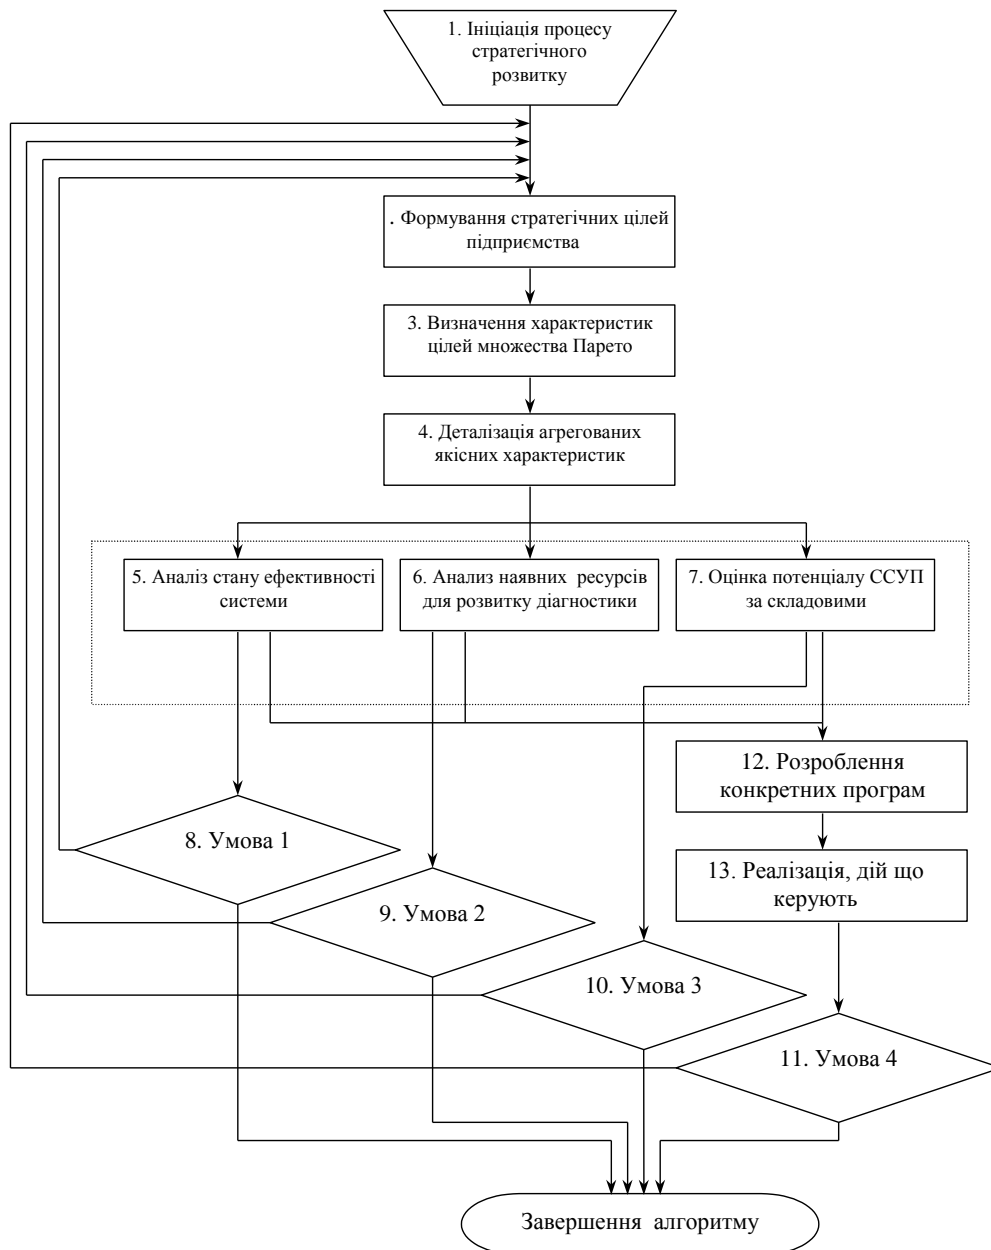 1. Ініціація процесу
стратегічного
розвитку
. Формування стратегічних цілей
підприємства
3. Визначення характеристик
цілей множества Парето
4. Деталізація агрегованих
якісних характеристик
5. Аналіз стану ефективності
системи
6. Анализ наявних ресурсів
для розвитку діагностики
7. Оцінка потенціалу ССУП
за складовими
12. Розроблення
конкретних програм
8. Умова 1
13. Реалізація, дій що
керують
9. Умова 2
10. Умова 3
11. Умова 4
Завершення алгоритму